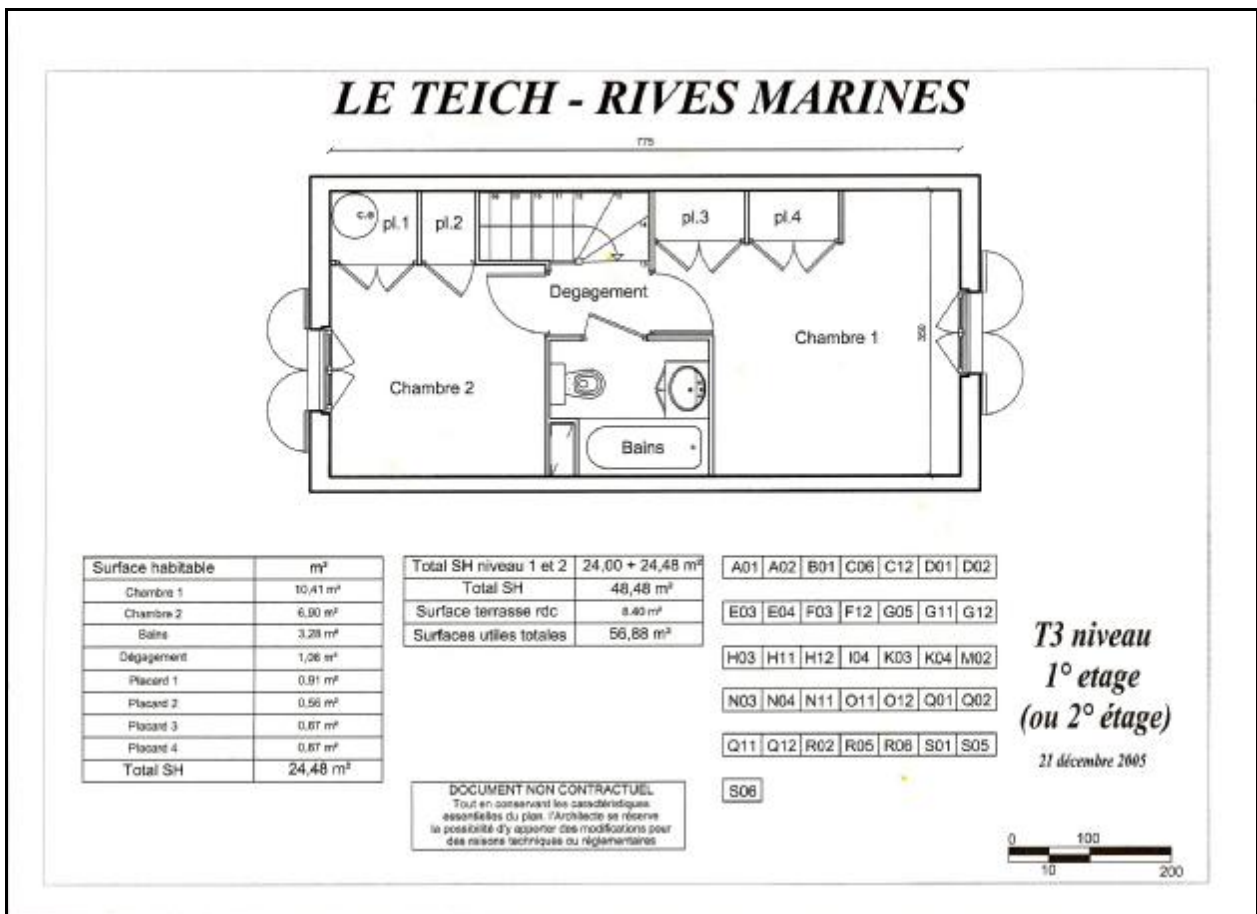 LE TEICH - RIVES MARINES
775
c.e
pl.1
pl.2
pl.3
pl.4
Degagement
350
Chambre 1
Chambre 2
Bains
Surface habitable m²
Chambre 1 10,41 m²
Chambre 2 6,90 m²
Bains 3,28 m²
Dégagement 1,06 m²
Placard 1 0,91 m²
Placard 2 0,56 m²
Placard 3 0,67 m²
Placard 4 0,67 m²
Total SH 24,48 m²
Total SH niveau 1 et 2 24,00 + 24,48 m²
Total SH 48,48 m²
Surface terrasse rdc 8.40 m²
Surfaces utiles totales 56,88 m²
A01 A02 B01 C06 C12 D01 D02
E03 E04 F03 F12 G05 G11 G12
H03 H11 H12 I04 K03 K04 M02
N03 N04 N11 O11 O12 Q01 Q02
Q11 Q12 R02 R05 R06 S01 S05
S06
T3 niveau
1° etage
(ou 2° étage)
21 décembre 2005
DOCUMENT NON CONTRACTUEL
Tout en conservant les caractéristiques
essentielles du plan, l'Architecte se réserve
la possibilité d'y apporter des modifications pour
des raisons techniques ou réglementaires
0 100
10 200